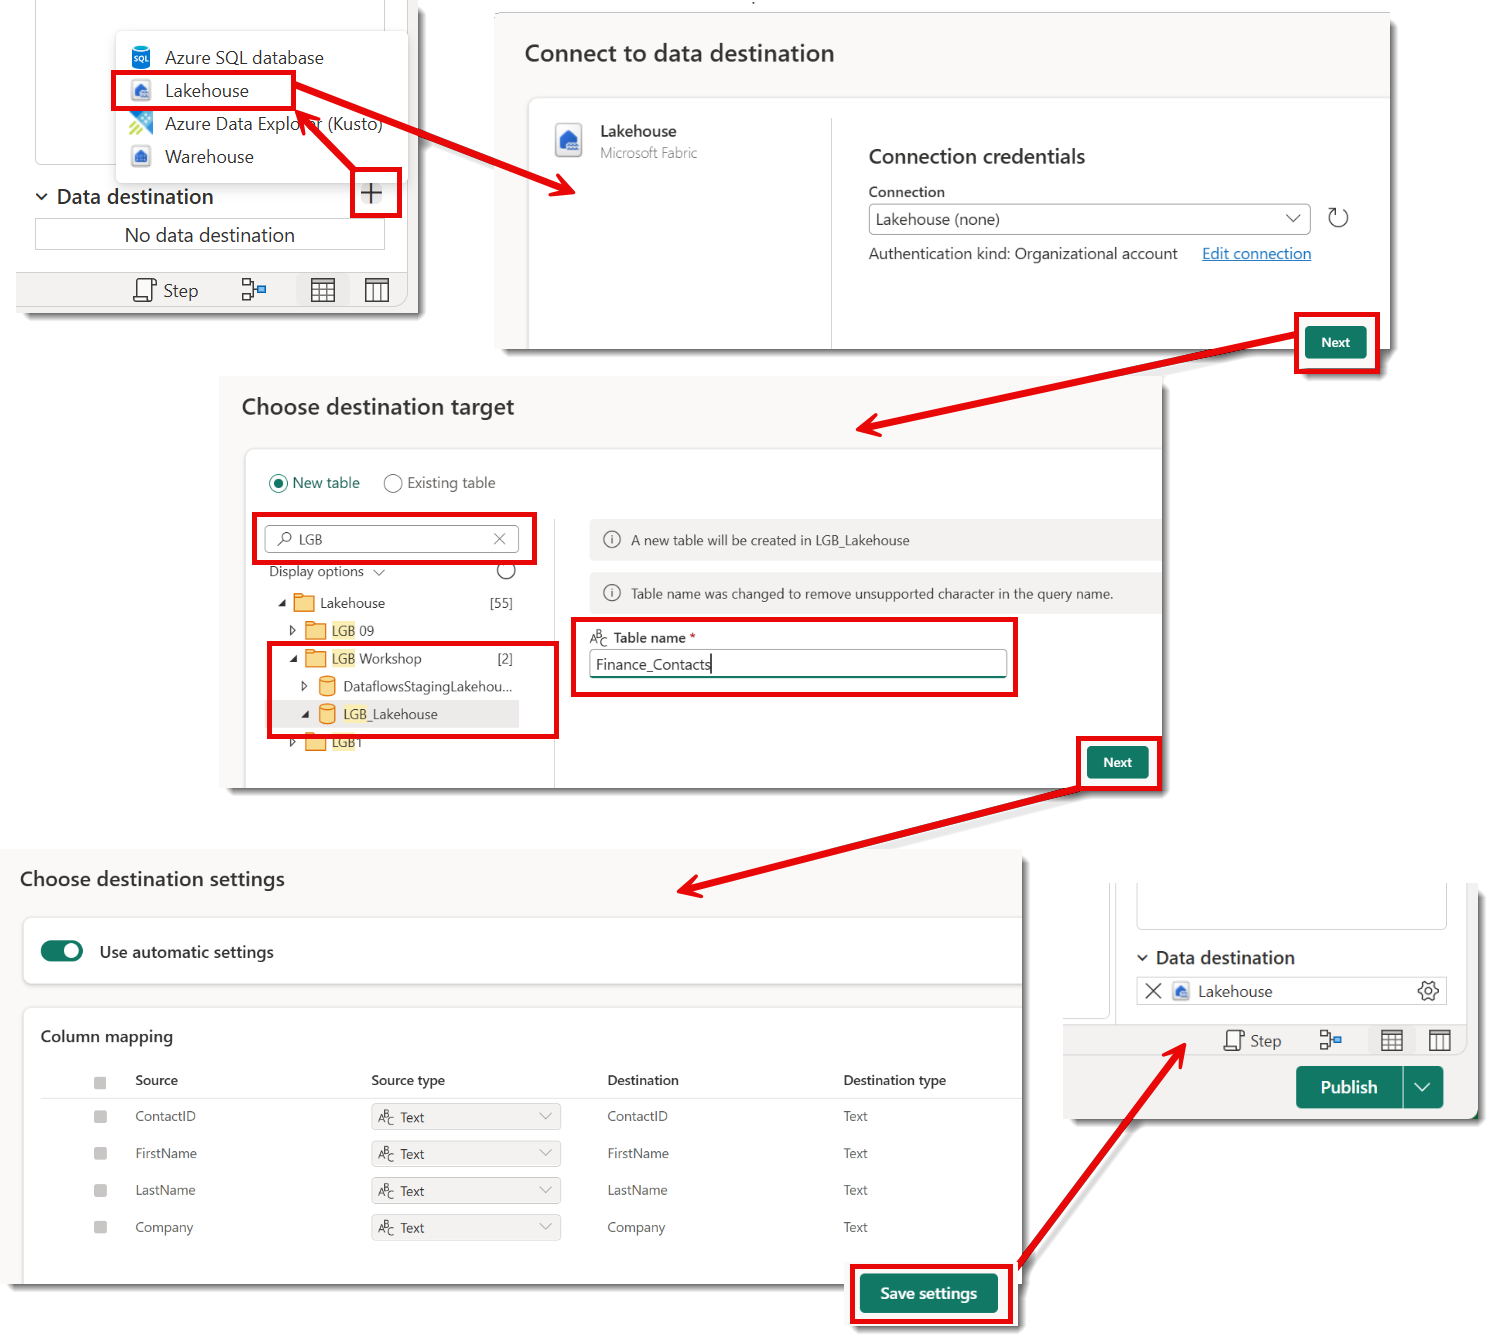 SQL Azure SQL database
Lakehouse
Azure Data Explorer (Kusto)
Warehouse
Data destination
No data destination
Step
Connect to data destination
Lakehouse
Microsoft Fabric
Connection credentials
Connection
Lakehouse (none)
Authentication kind: Organizational account Edit connection
Next
Choose destination target
New table Existing table
LGB
Display options
Lakehouse [55]
LGB 09
LGB Workshop [2]
DataflowsStagingLakehou...
LGB_Lakehouse
LGB1
A new table will be created in LGB_Lakehouse
Table name was changed to remove unsupported character in the query name.
ABC Table name *
Finance_Contacts
Next
Choose destination settings
Use automatic settings
Column mapping
Source Source type Destination Destination type
ContactID ABC Text ContactID Text
FirstName ABC Text FirstName Text
LastName ABC Text LastName Text
Company ABC Text Company Text
Save settings
Data destination
Lakehouse
Step
Publish